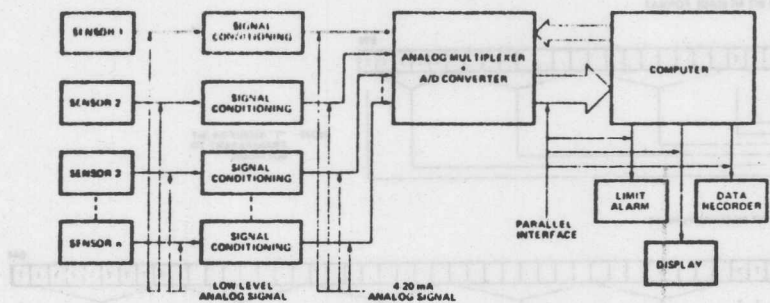 SENSOR 1
SIGNAL
CONDITIONING
ANALOG MULTIPLEXER
+
A/D CONVERTER
COMPUTER
SENSOR 2
SIGNAL
CONDITIONING
SENSOR 3
SIGNAL
CONDITIONING
SENSOR n
SIGNAL
CONDITIONING
LOW LEVEL
ANALOG SIGNAL
4 20 mA
ANALOG SIGNAL
PARALLEL
INTERFACE
LIMIT
ALARM
DATA
RECORDER
DISPLAY